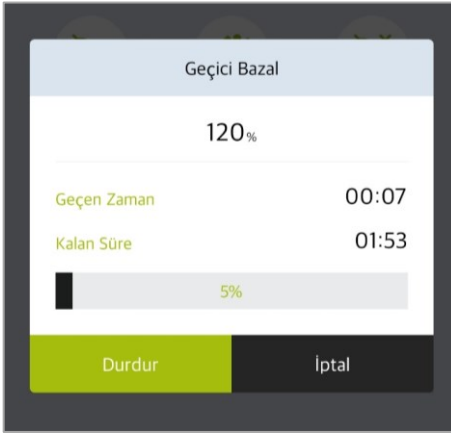 Geçici Bazal
120%
Geçen Zaman 00:07
Kalan Süre 01:53
5%
Durdur İptal